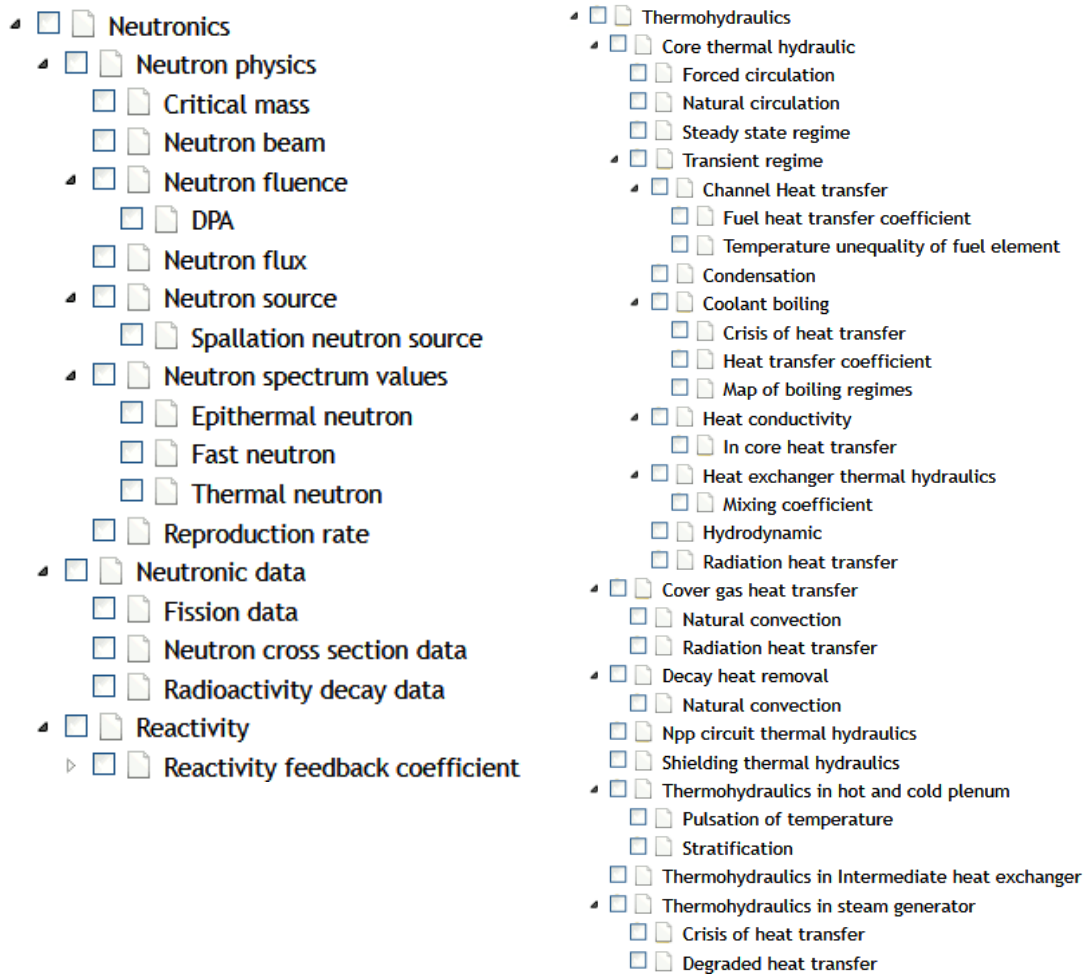 Neutronics
Neutron physics
Critical mass
Neutron beam
Neutron fluence
DPA
Neutron flux
Neutron source
Spallation neutron source
Neutron spectrum values
Epithermal neutron
Fast neutron
Thermal neutron
Reproduction rate
Neutronic data
Fission data
Neutron cross section data
Radioactivity decay data
Reactivity
Reactivity feedback coefficient
Thermohydraulics
Core thermal hydraulic
Forced circulation
Natural circulation
Steady state regime
Transient regime
Channel Heat transfer
Fuel heat transfer coefficient
Temperature unequality of fuel element
Condensation
Coolant boiling
Crisis of heat transfer
Heat transfer coefficient
Map of boiling regimes
Heat conductivity
In core heat transfer
Heat exchanger thermal hydraulics
Mixing coefficient
Hydrodynamic
Radiation heat transfer
Cover gas heat transfer
Natural convection
Radiation heat transfer
Decay heat removal
Natural convection
Npp circuit thermal hydraulics
Shielding thermal hydraulics
Thermohydraulics in hot and cold plenum
Pulsation of temperature
Stratification
Thermohydraulics in Intermediate heat exchanger
Thermohydraulics in steam generator
Crisis of heat transfer
Degraded heat transfer